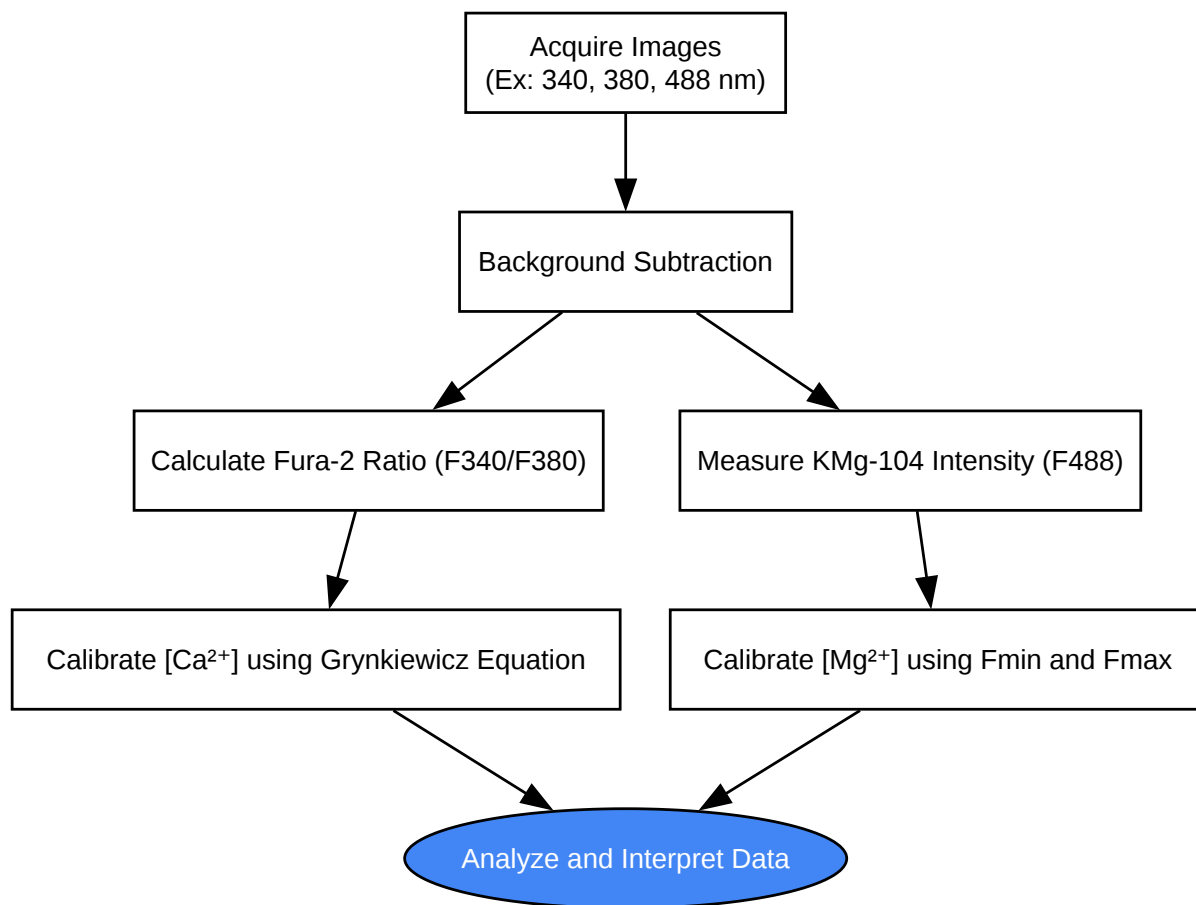 Acquire Images
(Ex: 340, 380, 488 nm)
Background Subtraction
Calculate Fura-2 Ratio (F340/F380)
Measure KMg-104 Intensity (F488)
Calibrate [Ca²⁺] using Grynkiewicz Equation
Calibrate [Mg²⁺] using Fmin and Fmax
Analyze and Interpret Data